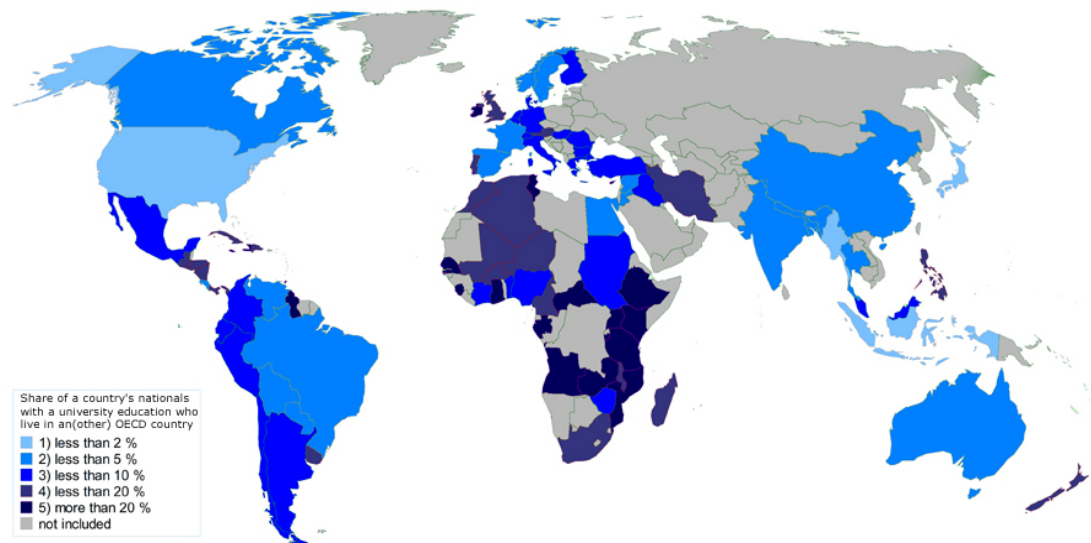 Share of a country's nationals
with a university education who
live in an(other) OECD country
1) less than 2 %
2) less than 5 %
3) less than 10 %
4) less than 20 %
5) more than 20 %
not included